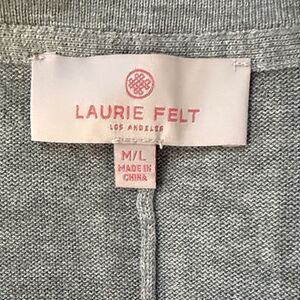 LAURIE FELT
LOS ANGELES
M/L
MADE IN
CHINA